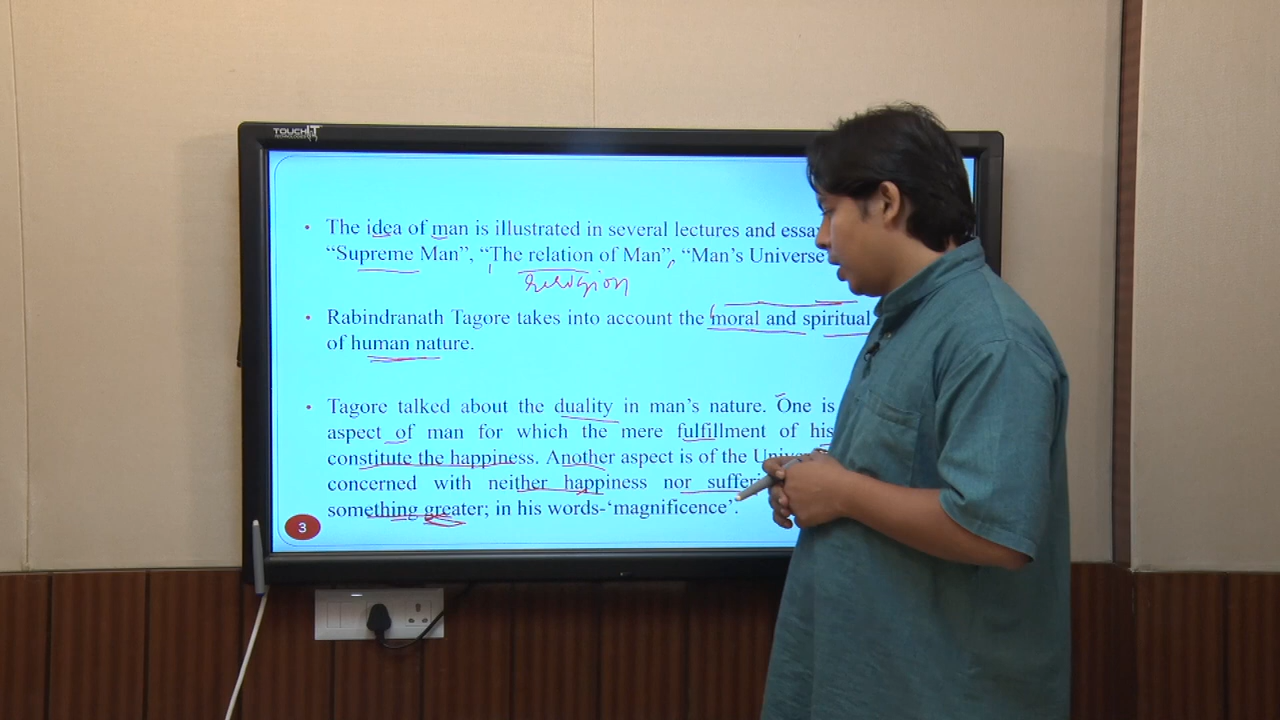 TOUCHIT
TECHNOLOGIES
• The idea of man is illustrated in several lectures and
“Supreme Man”, “The relation of Man”, “Man’s Universe
religion
• Rabindranath Tagore takes into account the moral and spiritual
of human nature.
• Tagore talked about the duality in man’s nature. One is
aspect of man for which the mere fulfillment of his
constitute the happiness. Another aspect is of the
concerned with neither happiness nor
something greater; in his words-‘magnificence’.
3